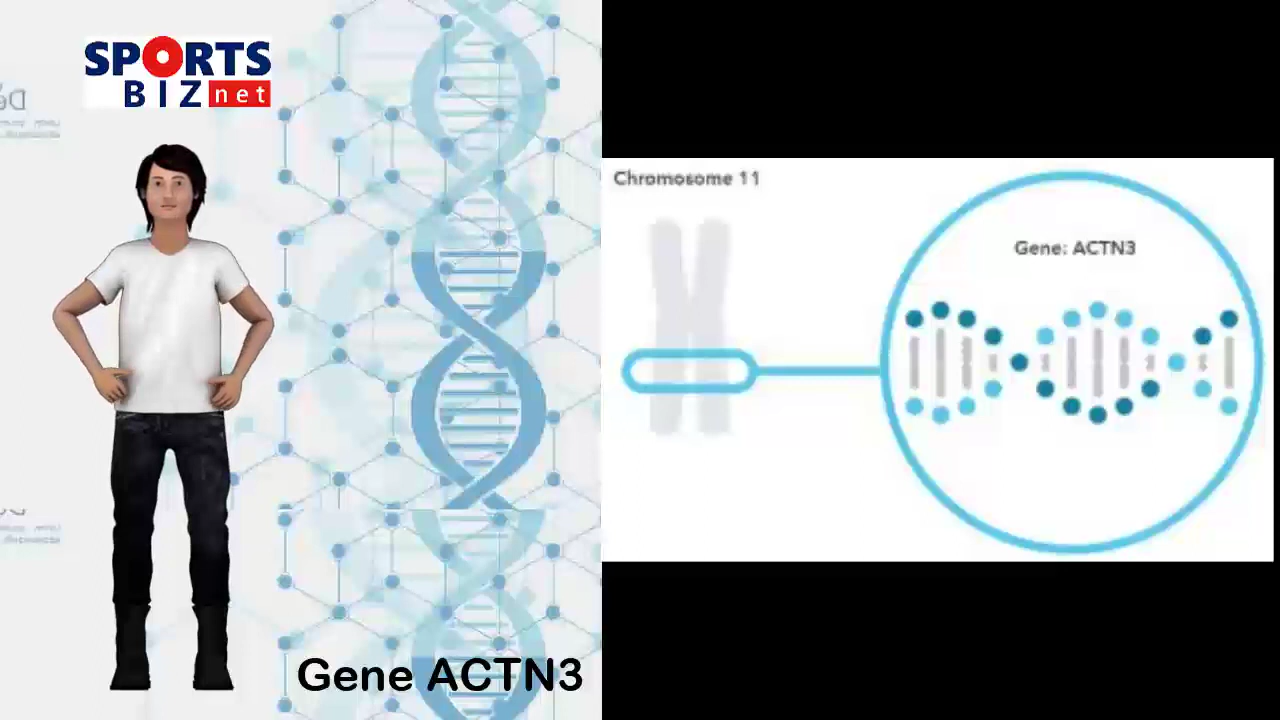 SPORTS
BIZ net
Chromosome 11
Gene: ACTN3
Gene ACTN3